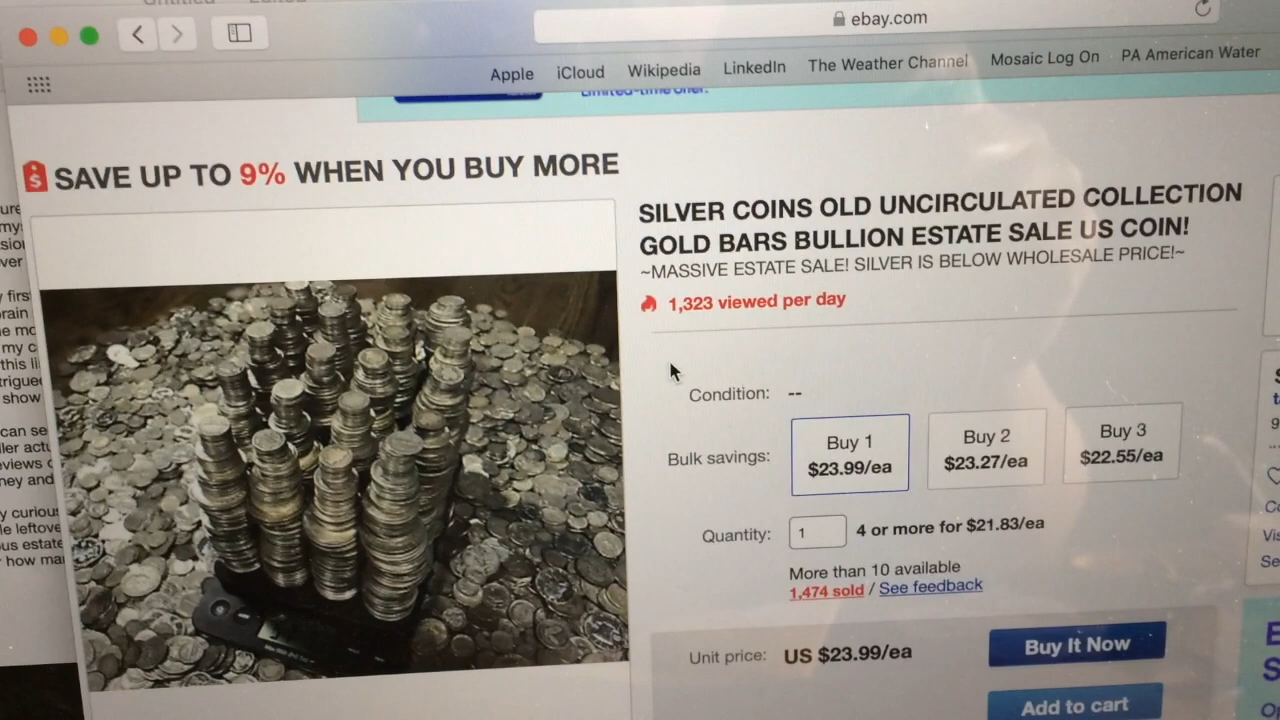 ebay.com
Apple iCloud Wikipedia LinkedIn The Weather Channel Mosaic Log On PA American Water
Limited-time offer.
SAVE UP TO 9% WHEN YOU BUY MORE
SILVER COINS OLD UNCIRCULATED COLLECTION
GOLD BARS BULLION ESTATE SALE US COIN!
~MASSIVE ESTATE SALE! SILVER IS BELOW WHOLESALE PRICE!~
1,323 viewed per day
Condition: --
Bulk savings:
Buy 1
$23.99/ea
Buy 2
$23.27/ea
Buy 3
$22.55/ea
Quantity: 1 4 or more for $21.83/ea
More than 10 available
1,474 sold / See feedback
Unit price: US $23.99/ea
Buy It Now
Add to cart